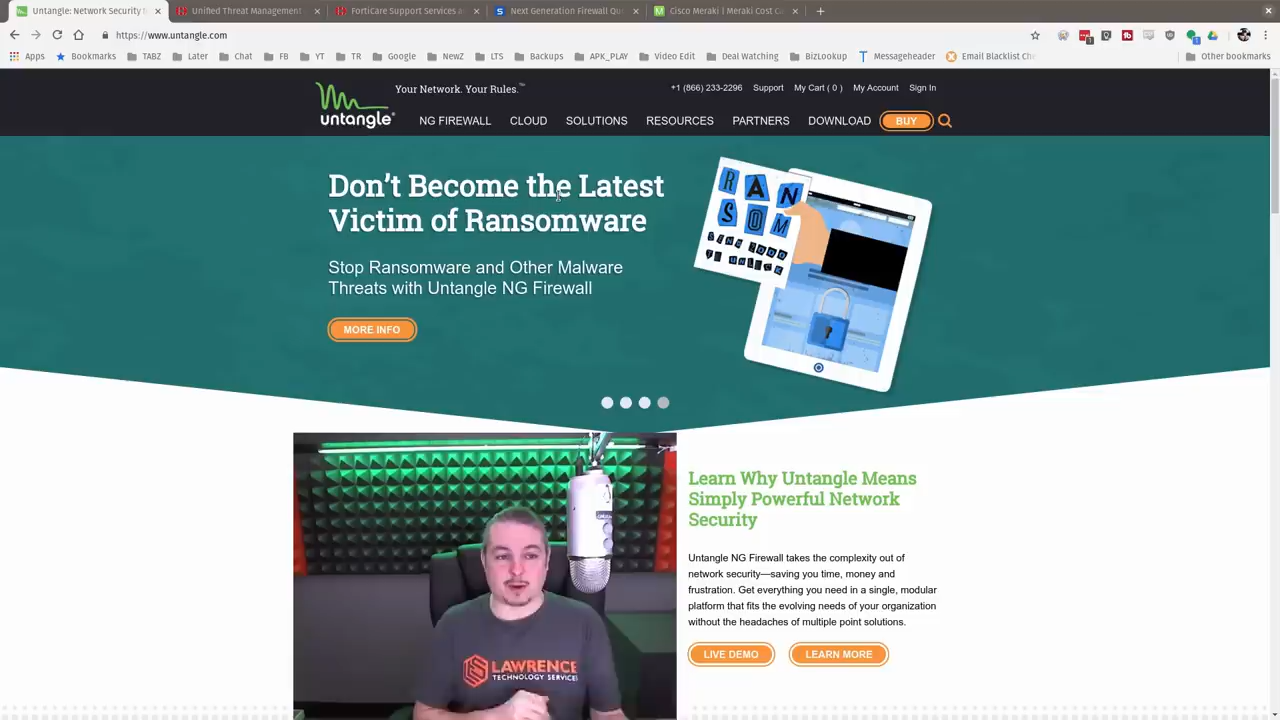 Untangle: Network Security N
Unified Threat Management
FortiCare Support Services a
Next Generation Firewall Qu
Cisco Meraki | Meraki Cost Ca
https://www.untangle.com
Apps
Bookmarks
TABZ
Later
Chat
FB
YT
TR
Google
NewZ
LTS
Backups
APK_PLAY
Video Edit
Deal Watching
BizLookup
Messageheader
Email Blacklist Che
Other bookmarks
untangle
Your Network. Your Rules.™
+1 (866) 233-2296
Support
My Cart ( 0 )
My Account
Sign In
NG FIREWALL
CLOUD
SOLUTIONS
RESOURCES
PARTNERS
DOWNLOAD
BUY
Don't Become the Latest
Victim of Ransomware
Stop Ransomware and Other Malware
Threats with Untangle NG Firewall
MORE INFO
RAN
SOM
Learn Why Untangle Means
Simply Powerful Network
Security
Untangle NG Firewall takes the complexity out of
network security—saving you time, money and
frustration. Get everything you need in a single, modular
platform that fits the evolving needs of your organization
without the headaches of multiple point solutions.
LIVE DEMO
LEARN MORE
LAWRENCE
TECHNOLOGY SERVICES